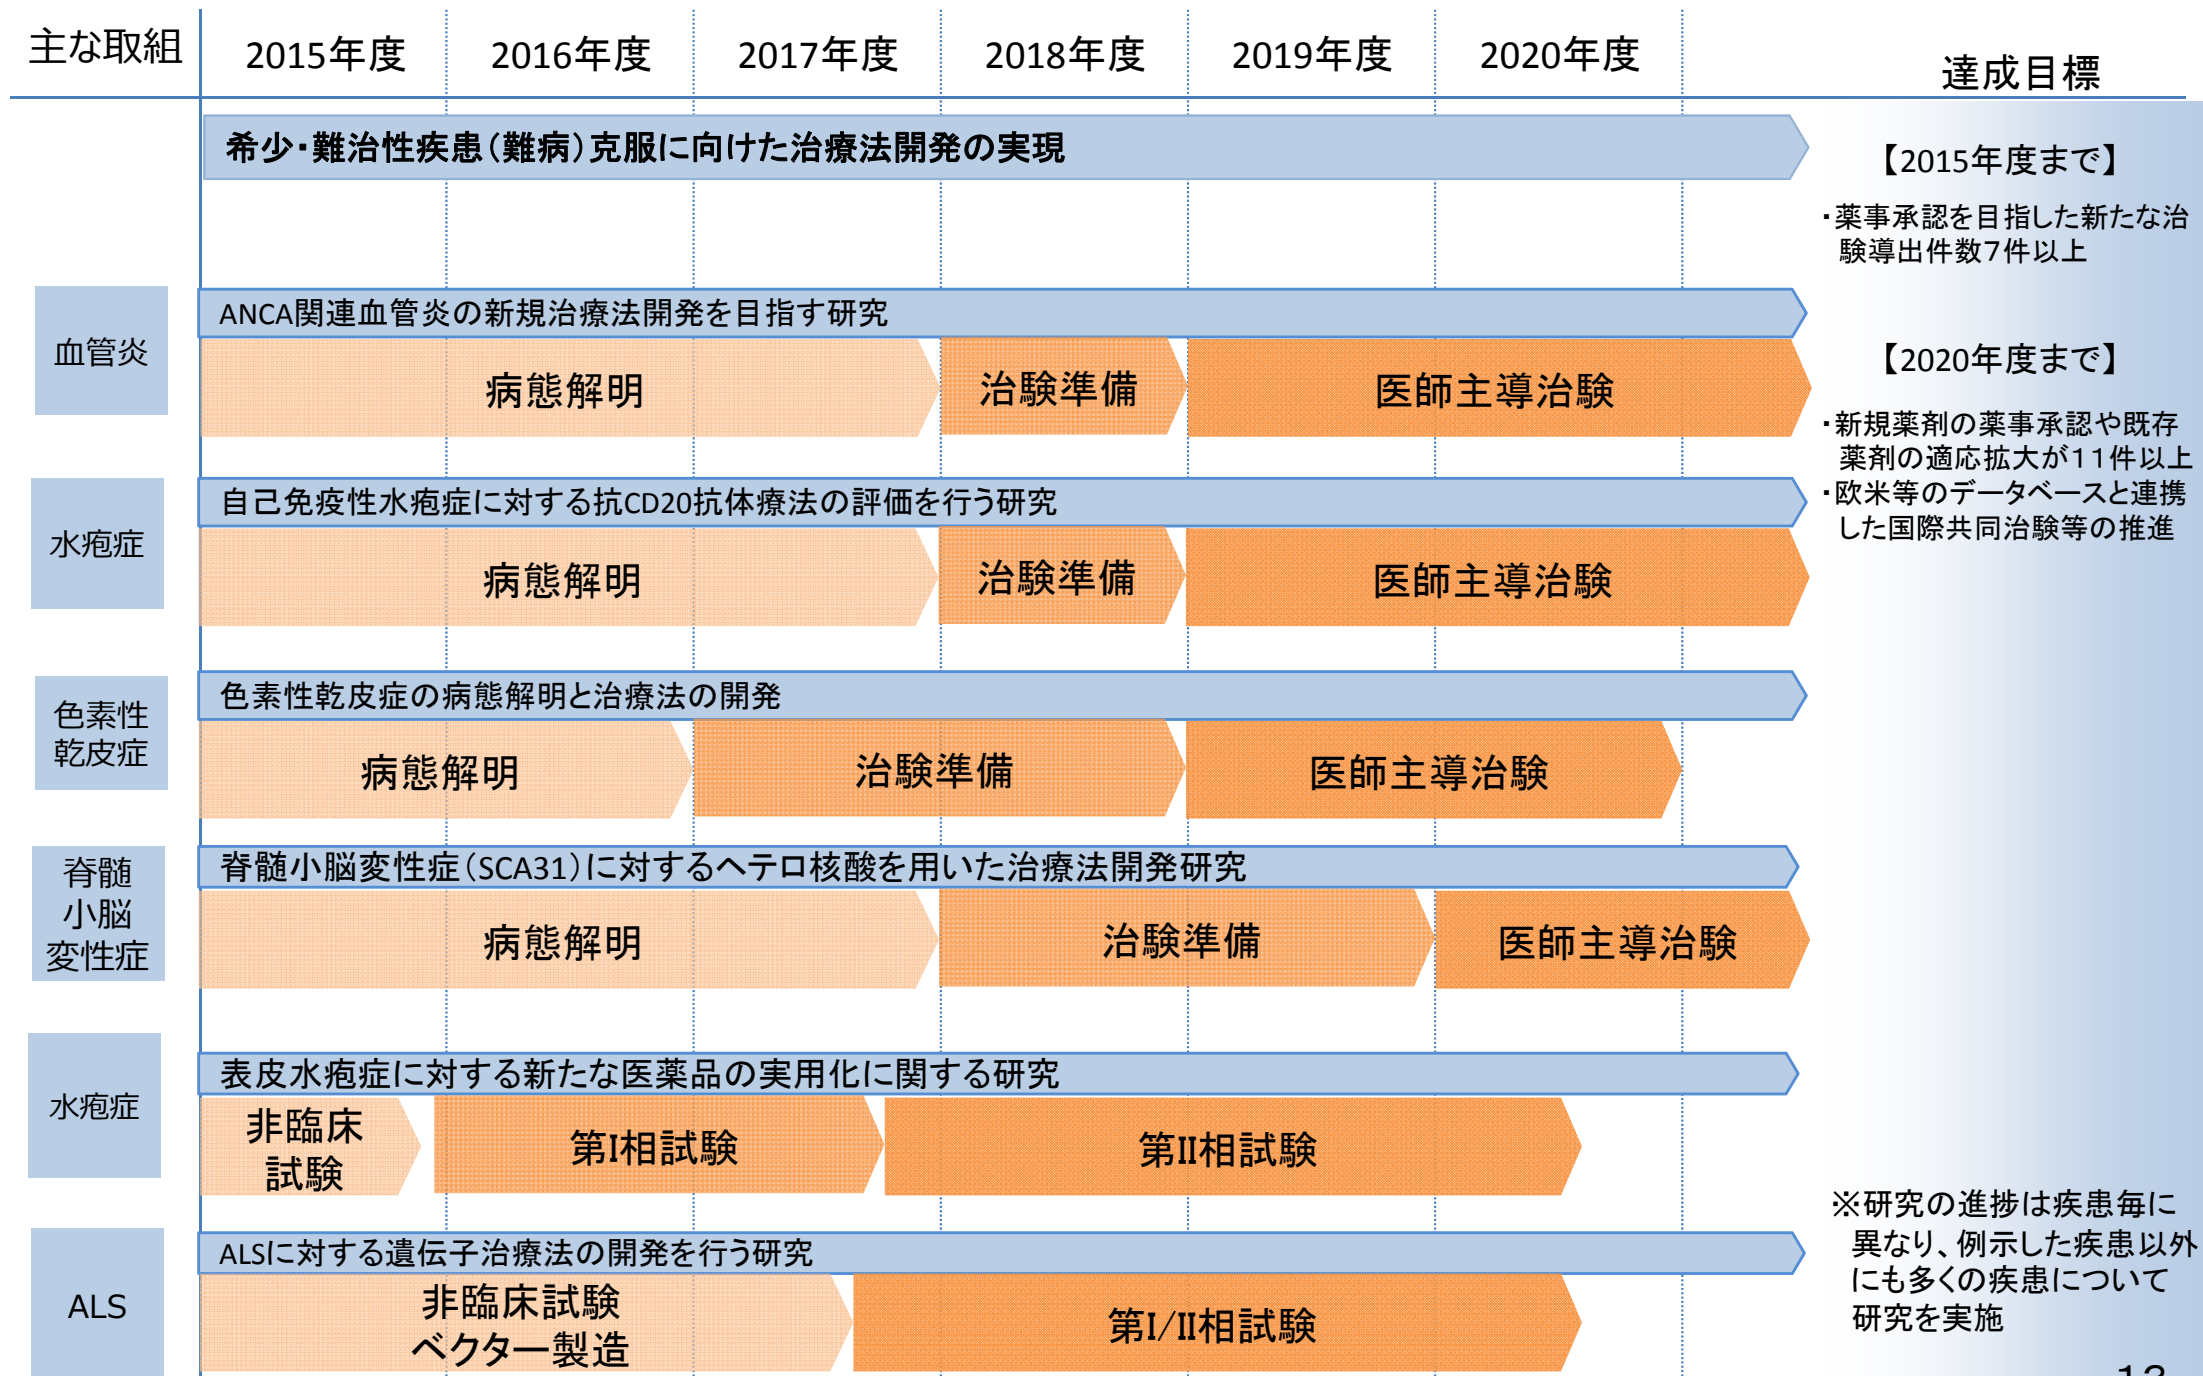 主な取組
2015年度
2016年度
2017年度
2018年度
2019年度
2020年度
達成目標
希少・難治性疾患（難病）克服に向けた治療法開発の実現
【2015年度まで】
・薬事承認を目指した新たな治
験導出件数7件以上
血管炎
ANCA関連血管炎の新規治療法開発を目指す研究
病態解明
治験準備
医師主導治験
【2020年度まで】
・新規薬剤の薬事承認や既存
薬剤の適応拡大が11件以上
・欧米等のデータベースと連携
した国際共同治験等の推進
水疱症
自己免疫性水疱症に対する抗CD20抗体療法の評価を行う研究
病態解明
治験準備
医師主導治験
色素性
乾皮症
色素性乾皮症の病態解明と治療法の開発
病態解明
治験準備
医師主導治験
脊髄
小脳
変性症
脊髄小脳変性症（SCA31）に対するヘテロ核酸を用いた治療法開発研究
病態解明
治験準備
医師主導治験
水疱症
表皮水疱症に対する新たな医薬品の実用化に関する研究
非臨床
試験
第I相試験
第II相試験
ALS
ALSに対する遺伝子治療法の開発を行う研究
非臨床試験
ベクター製造
第I/II相試験
※研究の進捗は疾患毎に
異なり、例示した疾患以外
にも多くの疾患について
研究を実施